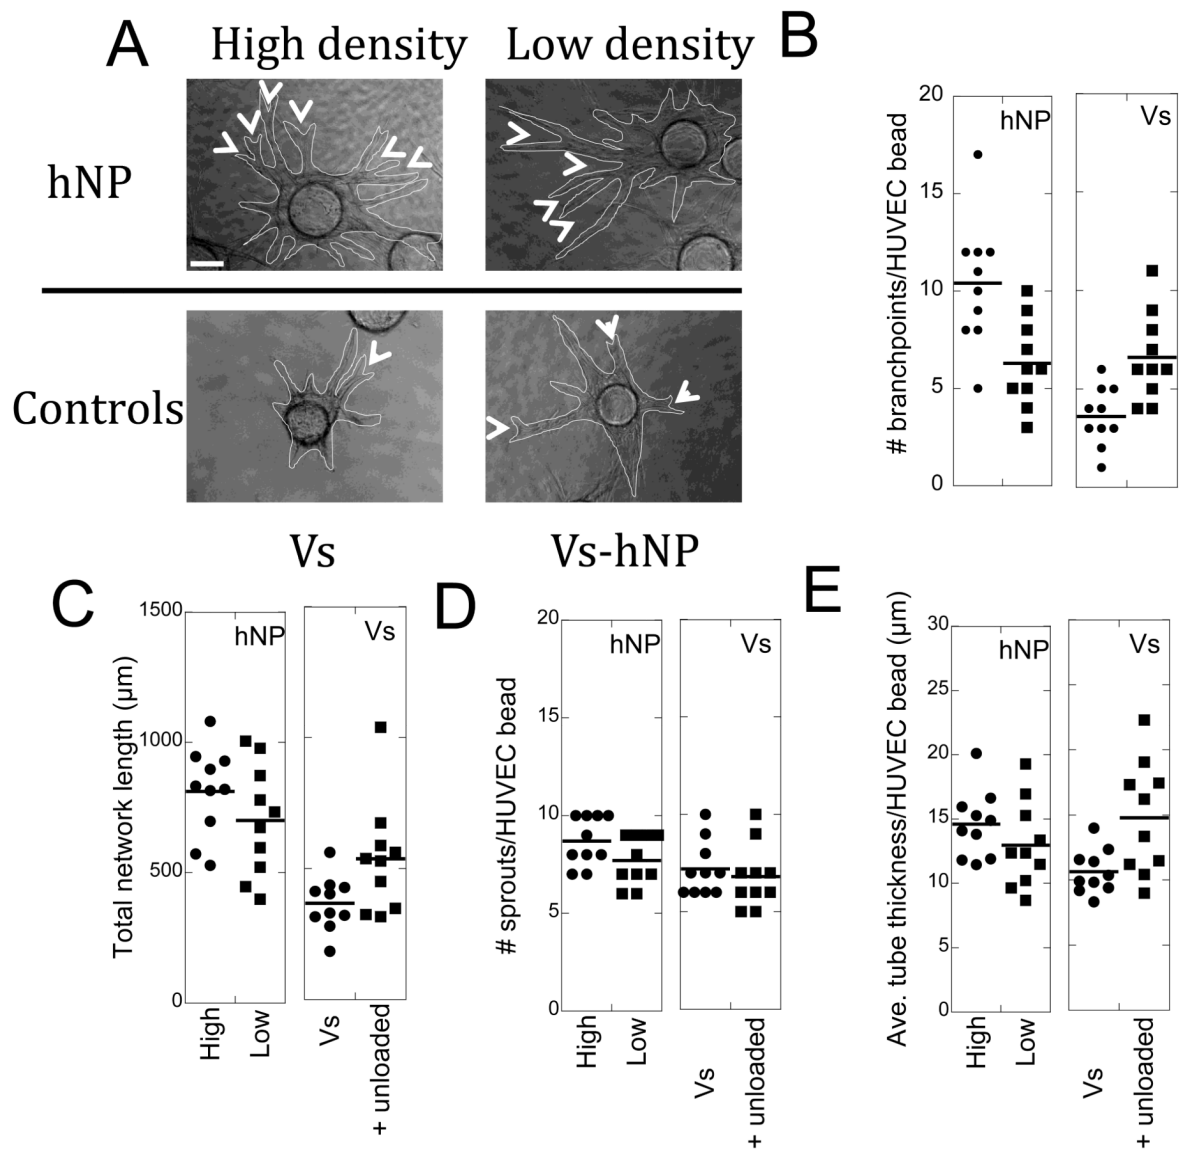 A
High density
Low density
hNP
Controls
Vs
Vs-hNP
B
# branchpoints/HUVEC bead
20
15
10
5
0
hNP
Vs
C
Total network length (µm)
1500
1000
500
0
hNP
Vs
High
Low
Vs
+ unloaded
D
# sprouts/HUVEC bead
20
15
10
5
0
hNP
Vs
High
Low
Vs
+ unloaded
E
Ave. tube thickness/HUVEC bead (µm)
30
25
20
15
10
5
0
hNP
Vs
High
Low
Vs
+ unloaded